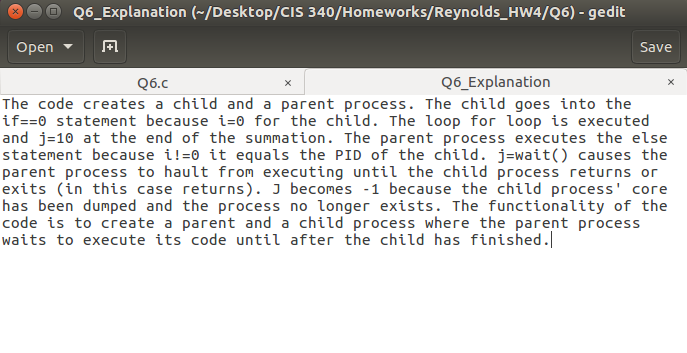 Q6_Explanation (~/Desktop/CIS 340/Homeworks/Reynolds_HW4/Q6) - gedit
Open Save
Q6.c × Q6_Explanation ×
The code creates a child and a parent process. The child goes into the
if==0 statement because i=0 for the child. The loop for loop is executed
and j=10 at the end of the summation. The parent process executes the else
statement because i!=0 it equals the PID of the child. j=wait() causes the
parent process to hault from executing until the child process returns or
exits (in this case returns). J becomes -1 because the child process' core
has been dumped and the process no longer exists. The functionality of the
code is to create a parent and a child process where the parent process
waits to execute its code until after the child has finished.